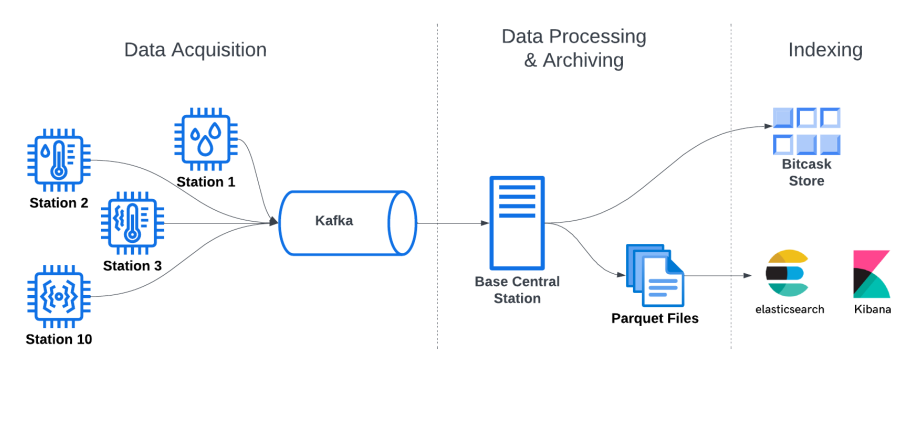 Data Acquisition
Data Processing
& Archiving
Indexing
Station 1
Station 2
Station 3
Station 10
Kafka
Base Central
Station
Parquet Files
Bitcask
Store
elasticsearch
Kibana